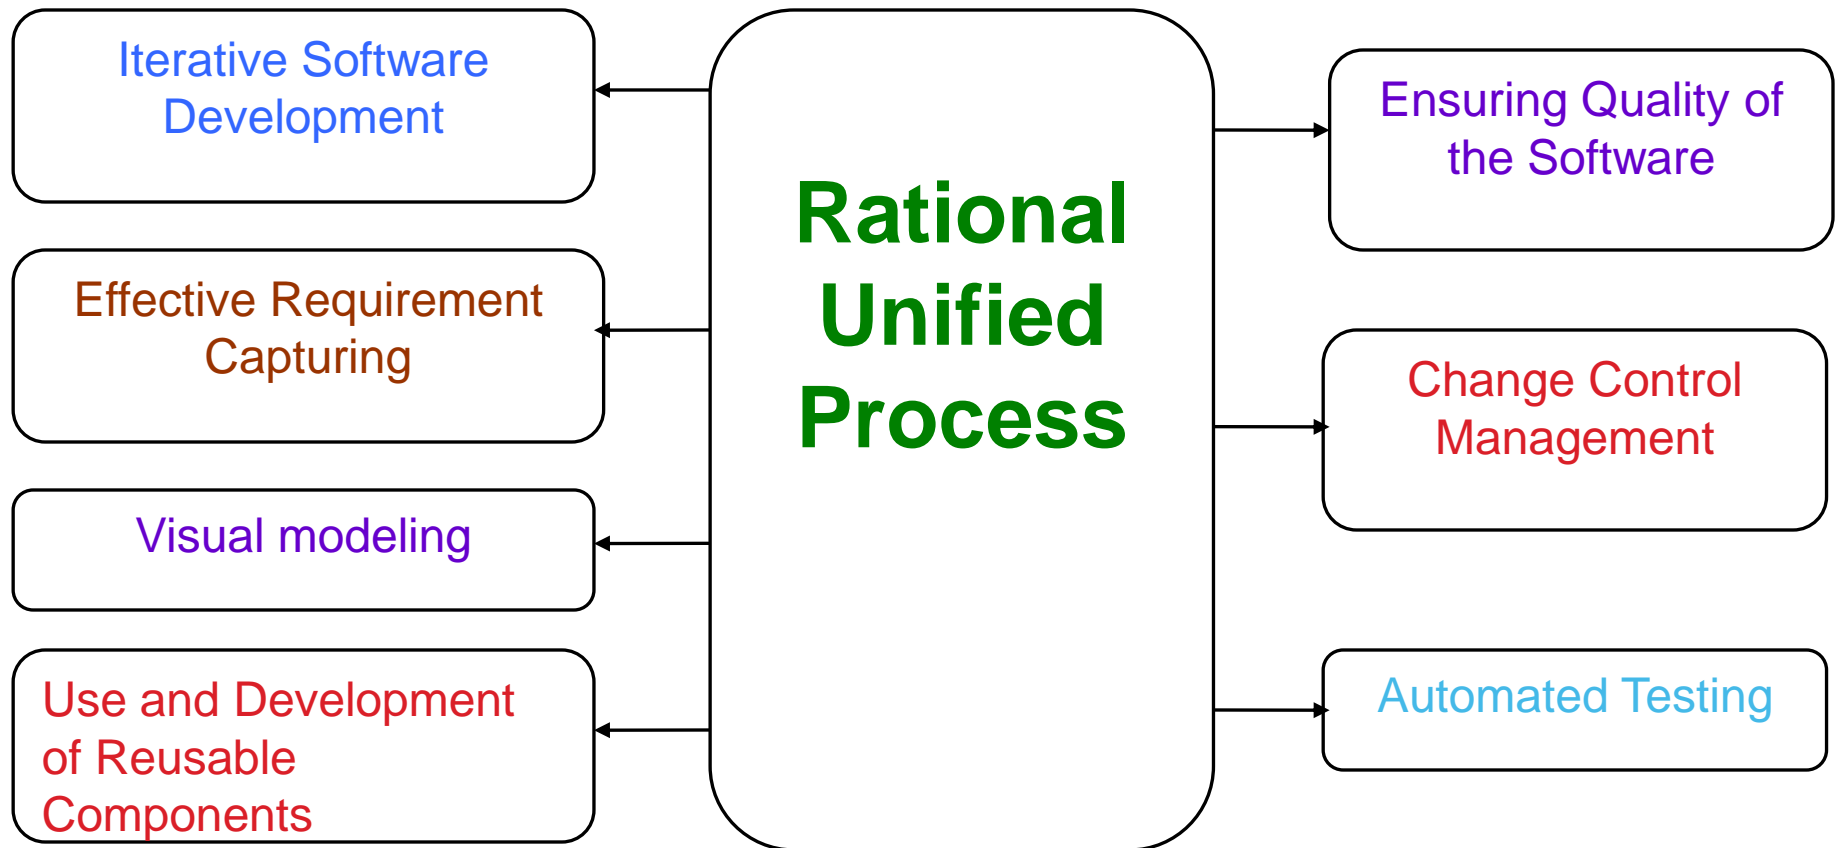 Iterative Software
Development
Effective Requirement
Capturing
Visual modeling
Use and Development
of Reusable
Components
Rational
Unified
Process
Ensuring Quality of
the Software
Change Control
Management
Automated Testing